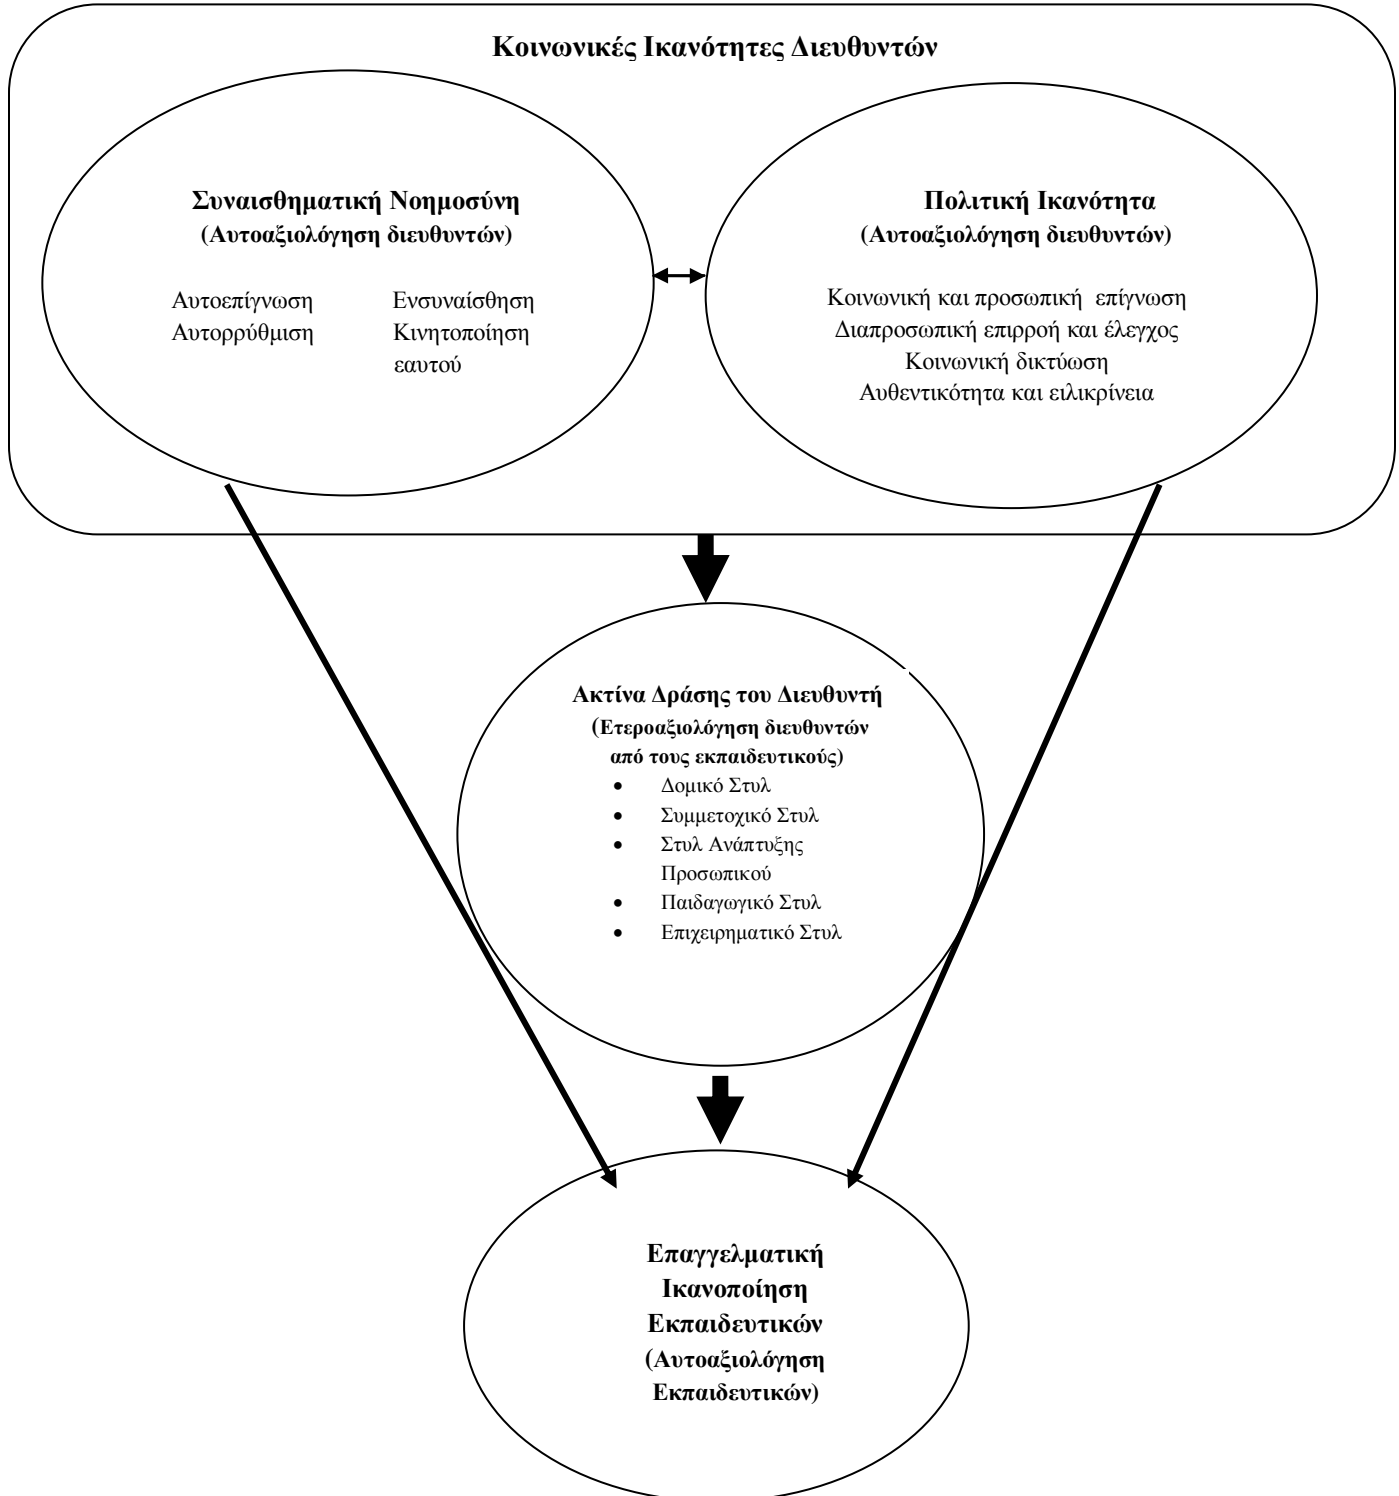 Κοινωνικές Ικανότητες Διευθυντών
Συναισθηματική Νοημοσύνη
(Αυτοαξιολόγηση διευθυντών)
Αυτοεπίγνωση Ενσυναίσθηση
Αυτορρύθμιση Κινητοποίηση
εαυτού
Πολιτική Ικανότητα
(Αυτοαξιολόγηση διευθυντών)
Κοινωνική και προσωπική επίγνωση
Διαπροσωπική επιρροή και έλεγχος
Κοινωνική δικτύωση
Αυθεντικότητα και ειλικρίνεια
Ακτίνα Δράσης του Διευθυντή
(Ετεροαξιολόγηση διευθυντών
από τους εκπαιδευτικούς)
• Δομικό Στυλ
• Συμμετοχικό Στυλ
• Στυλ Ανάπτυξης
Προσωπικού
• Παιδαγωγικό Στυλ
• Επιχειρηματικό Στυλ
Επαγγελματική
Ικανοποίηση
Εκπαιδευτικών
(Αυτοαξιολόγηση
Εκπαιδευτικών)